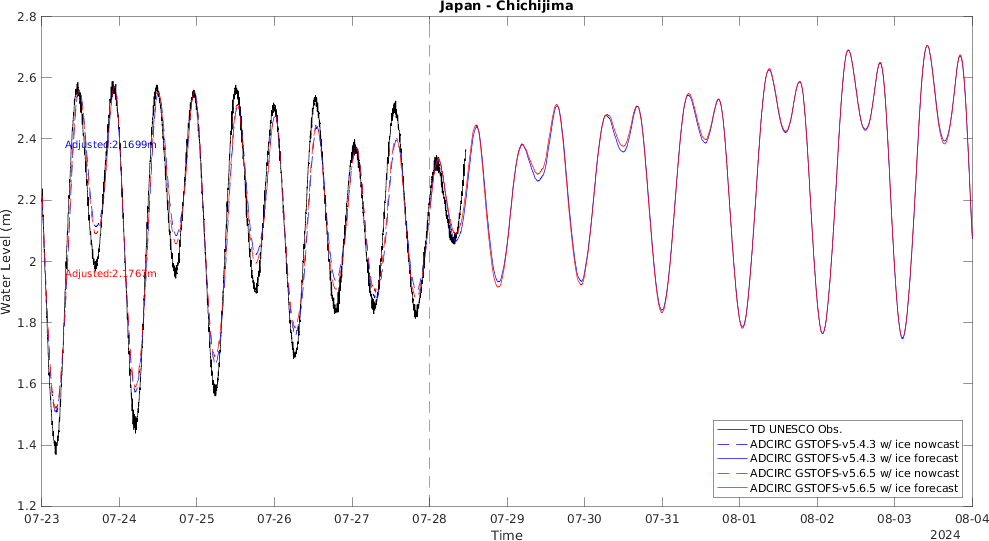 Japan - Chichijima
2.8
2.6
2.4
2.2
2
1.8
1.6
1.4
1.2
Water Level (m)
Adjusted:2.1699m
Adjusted:2.1767m
TD UNESCO Obs.
ADCIRC GSTOFS-v5.4.3 w/ ice nowcast
ADCIRC GSTOFS-v5.4.3 w/ ice forecast
ADCIRC GSTOFS-v5.6.5 w/ ice nowcast
ADCIRC GSTOFS-v5.6.5 w/ ice forecast
07-23 07-24 07-25 07-26 07-27 07-28 07-29 07-30 07-31 08-01 08-02 08-03 08-04
Time
2024